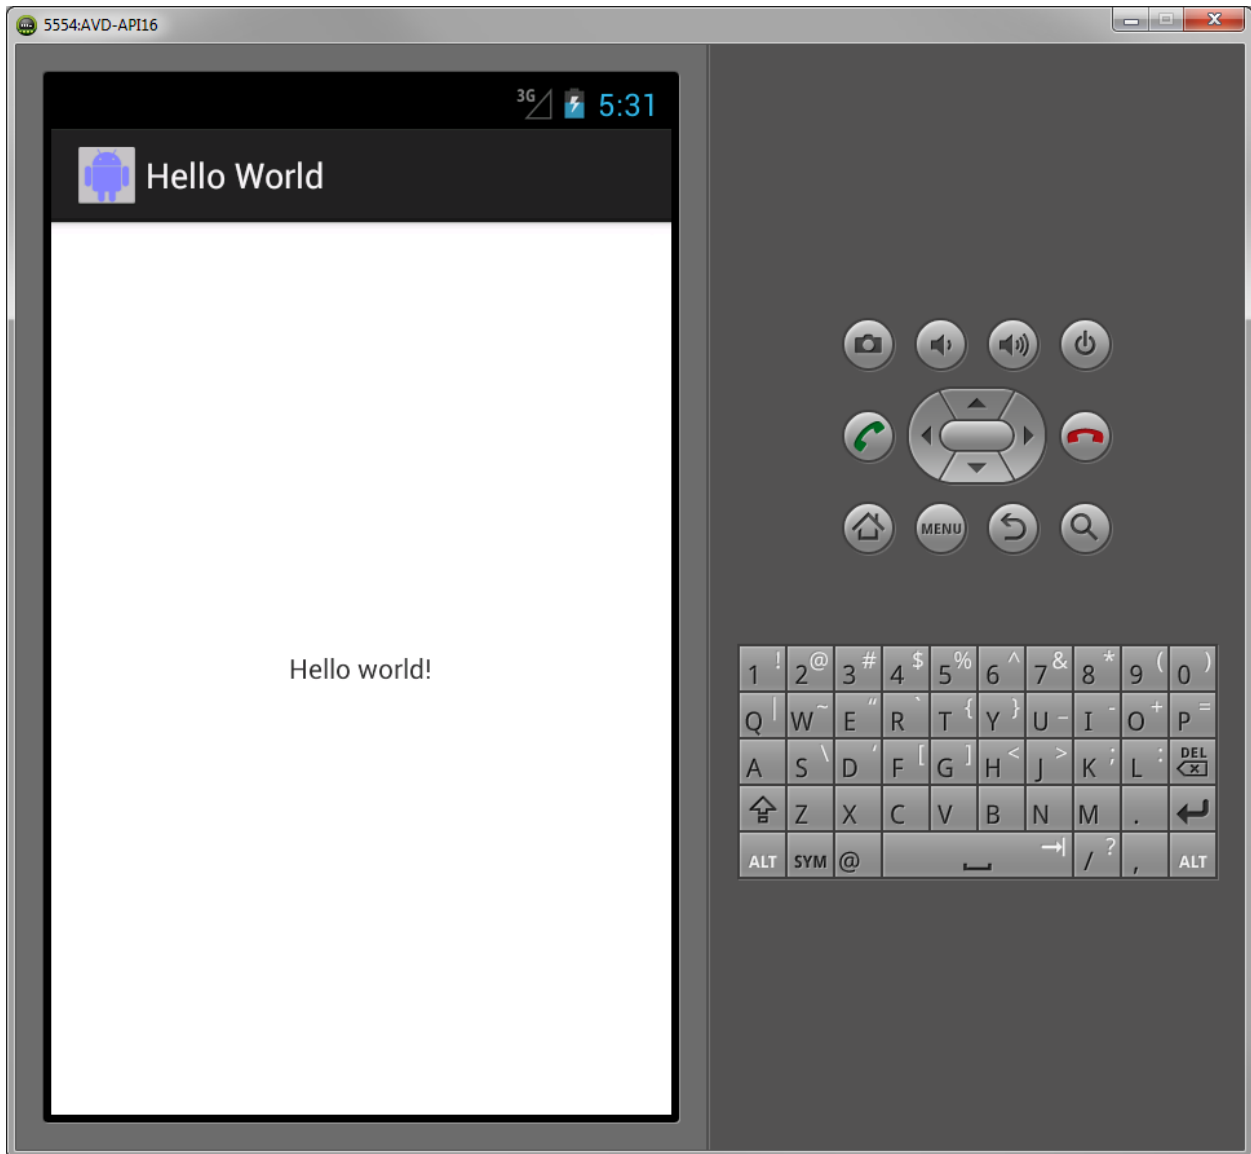 5554:AVD-API16
3G 5:31
Hello World
Hello world!
MENU
1 ! 2 @ 3 # 4 $ 5 % 6 ^ 7 & 8 * 9 ( 0 )
Q | W ~ E “ R ` T { Y } U _ I - O + P =
A S \ D ‘ F [ G ] H < J > K ; L : DEL
Z X C V B N M .
ALT SYM @ / ? , ALT